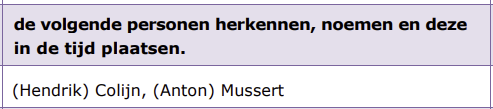 de volgende personen herkennen, noemen en deze
in de tijd plaatsen.
(Hendrik) Colijn, (Anton) Mussert